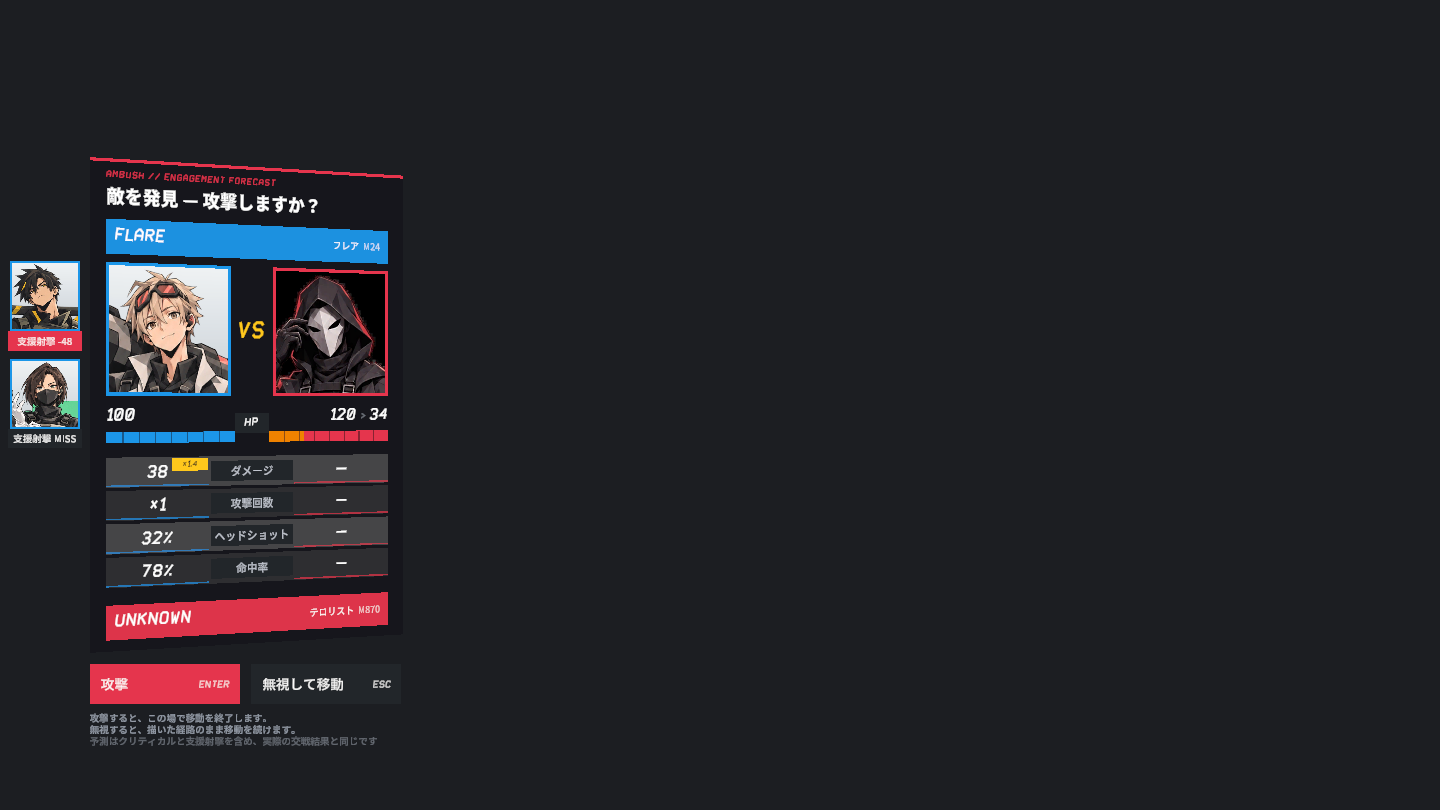 AMBUSH // ENGAGEMENT FORECAST
敵を発見 — 攻撃しますか？
FLARE
フレア M24
支援射撃 -48
支援射撃 MISS
VS
100
HP
120 > 34
38 ×1.4 ダメージ —
×1 攻撃回数 —
32% ヘッドショット —
78% 命中率 —
UNKNOWN
テロリスト M870
攻撃 ENTER
無視して移動 ESC
攻撃すると、この場で移動を終了します。
無視すると、描いた経路のまま移動を続けます。
予測はクリティカルと支援射撃を含め、実際の交戦結果と同じです